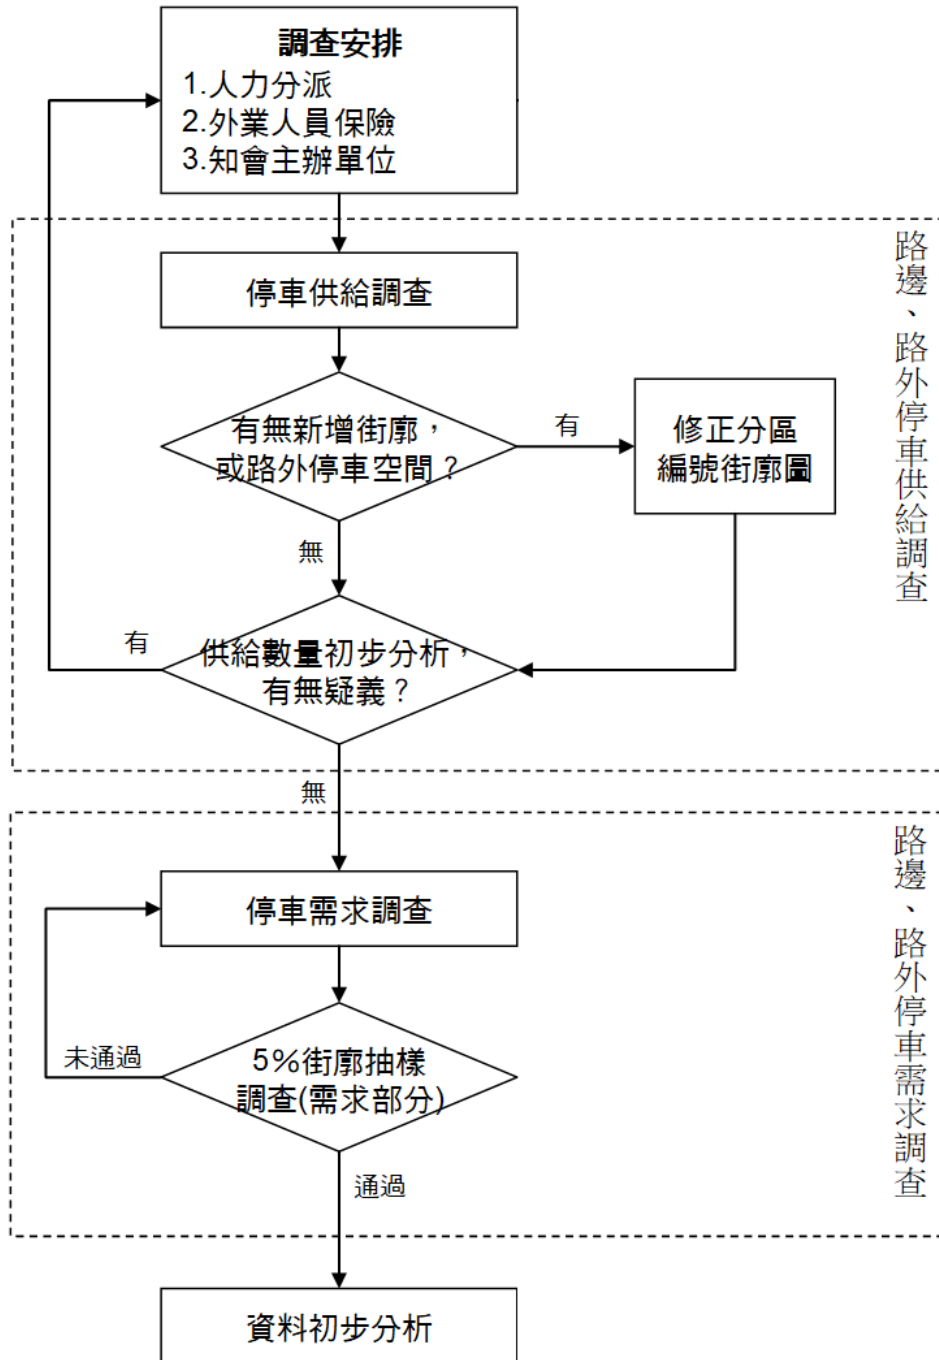 調查安排
1.人力分派
2.外業人員保險
3.知會主辦單位
停車供給調查
有無新增街廓，
或路外停車空間？
有
修正分區
編號街廓圖
無
供給數量初步分析，
有無疑義？
有
無
路邊、路外停車供給調查
停車需求調查
5%街廓抽樣
調查(需求部分)
未通過
通過
路邊、路外停車需求調查
資料初步分析